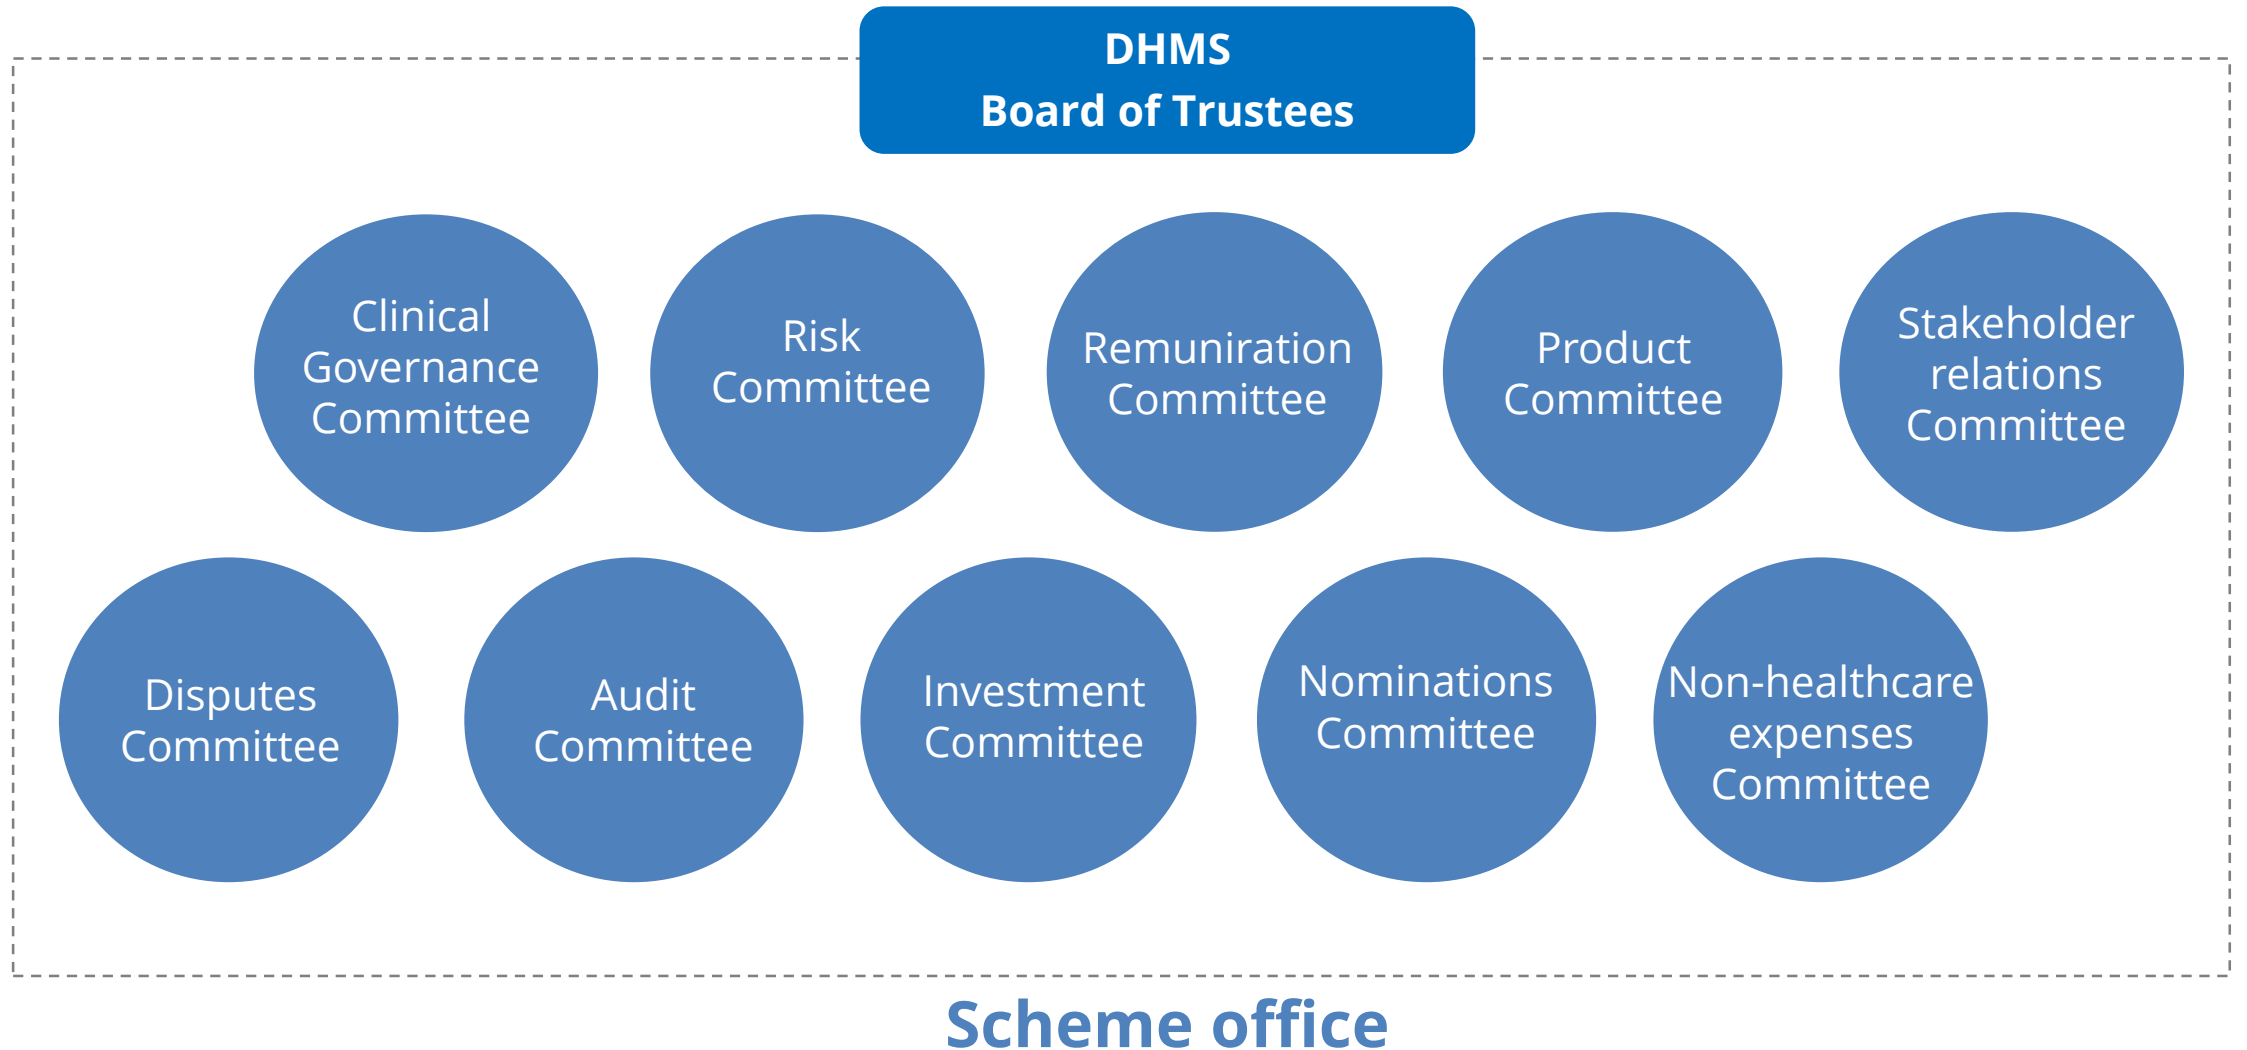 DHMS
Board of Trustees
Clinical
Governance
Committee
Risk
Committee
Remuniration
Committee
Product
Committee
Stakeholder
relations
Committee
Disputes
Committee
Audit
Committee
Investment
Committee
Nominations
Committee
Non-healthcare
expenses
Committee
Scheme office